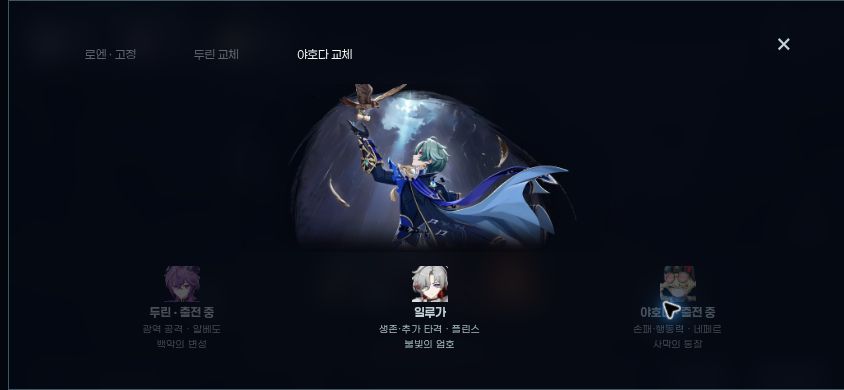 로엔 · 고정
두린 교체
야호다 교체
두린 · 출전 중
광역 공격 · 알베도
백악의 변성
일루가
생존·추가 타격 · 플린스
불빛의 엄호
출전 중
손패·행동력 · 네페르
사막의 통찰